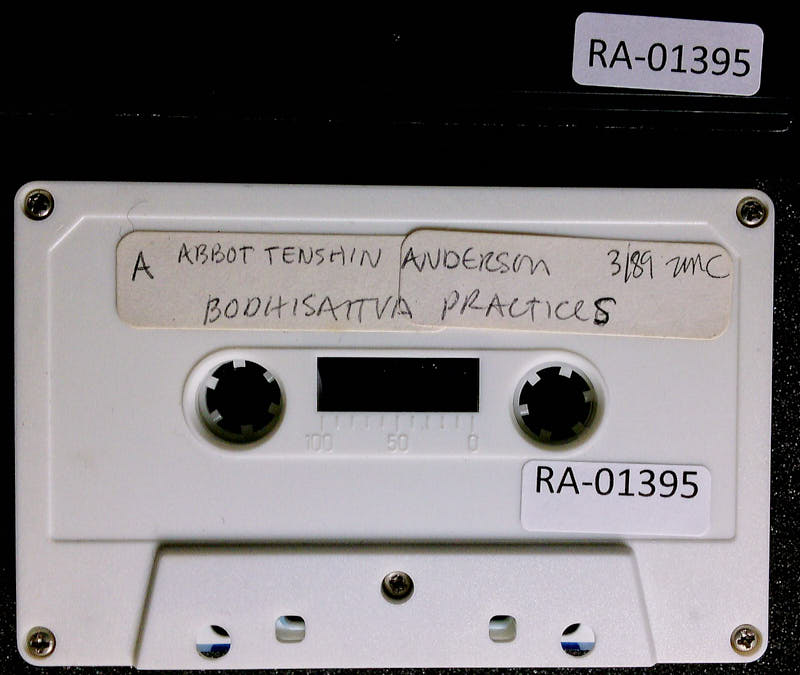 RA-01395
A ABBOT TENSHIN ANDERSON 3/89 ZMC
BODHISATTVA PRACTICES
100 50 0
RA-01395